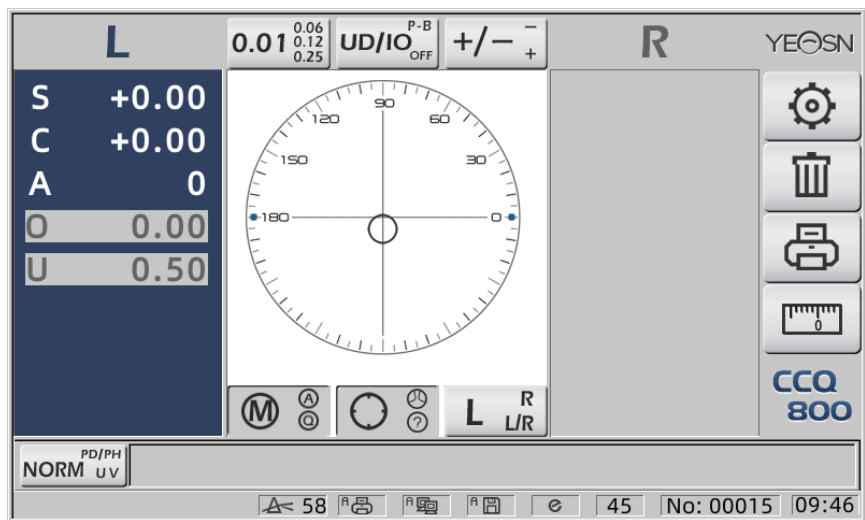 L
0.01 0.06 0.12 0.25
UD/IO P-B OFF
+/− − +
R
YEOSN
S +0.00
C +0.00
A 0
O 0.00
U 0.50
90
120 60
150 30
180 0
0
M A Q
?
L R L/R
CCQ
800
NORM PD/PH UV
A 58 A A A e 45 No: 00015 09:46